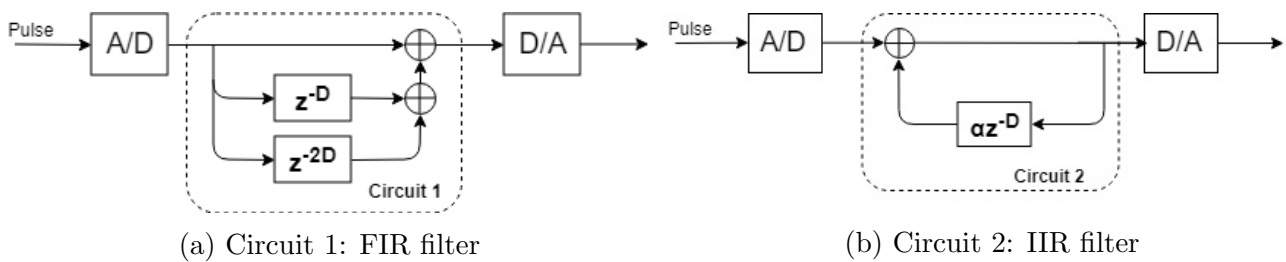 Pulse
A/D
z⁻ᴰ
z⁻²ᴰ
D/A
Circuit 1
(a) Circuit 1: FIR filter
Pulse
A/D
αz⁻ᴰ
D/A
Circuit 2
(b) Circuit 2: IIR filter